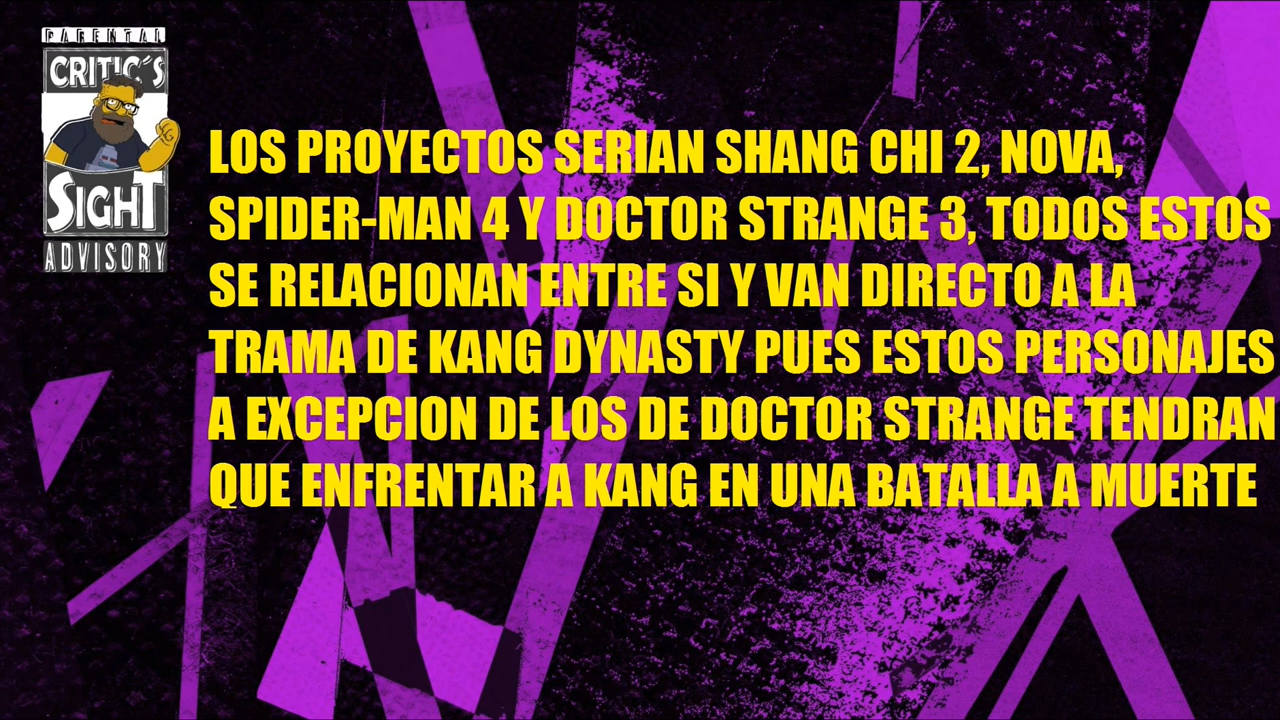 PARENTAL
CRITIC´S
SIGHT
ADVISORY
LOS PROYECTOS SERIAN SHANG CHI 2, NOVA,
SPIDER-MAN 4 Y DOCTOR STRANGE 3, TODOS ESTOS
SE RELACIONAN ENTRE SI Y VAN DIRECTO A LA
TRAMA DE KANG DYNASTY PUES ESTOS PERSONAJES
A EXCEPCION DE LOS DE DOCTOR STRANGE TENDRAN
QUE ENFRENTAR A KANG EN UNA BATALLA A MUERTE